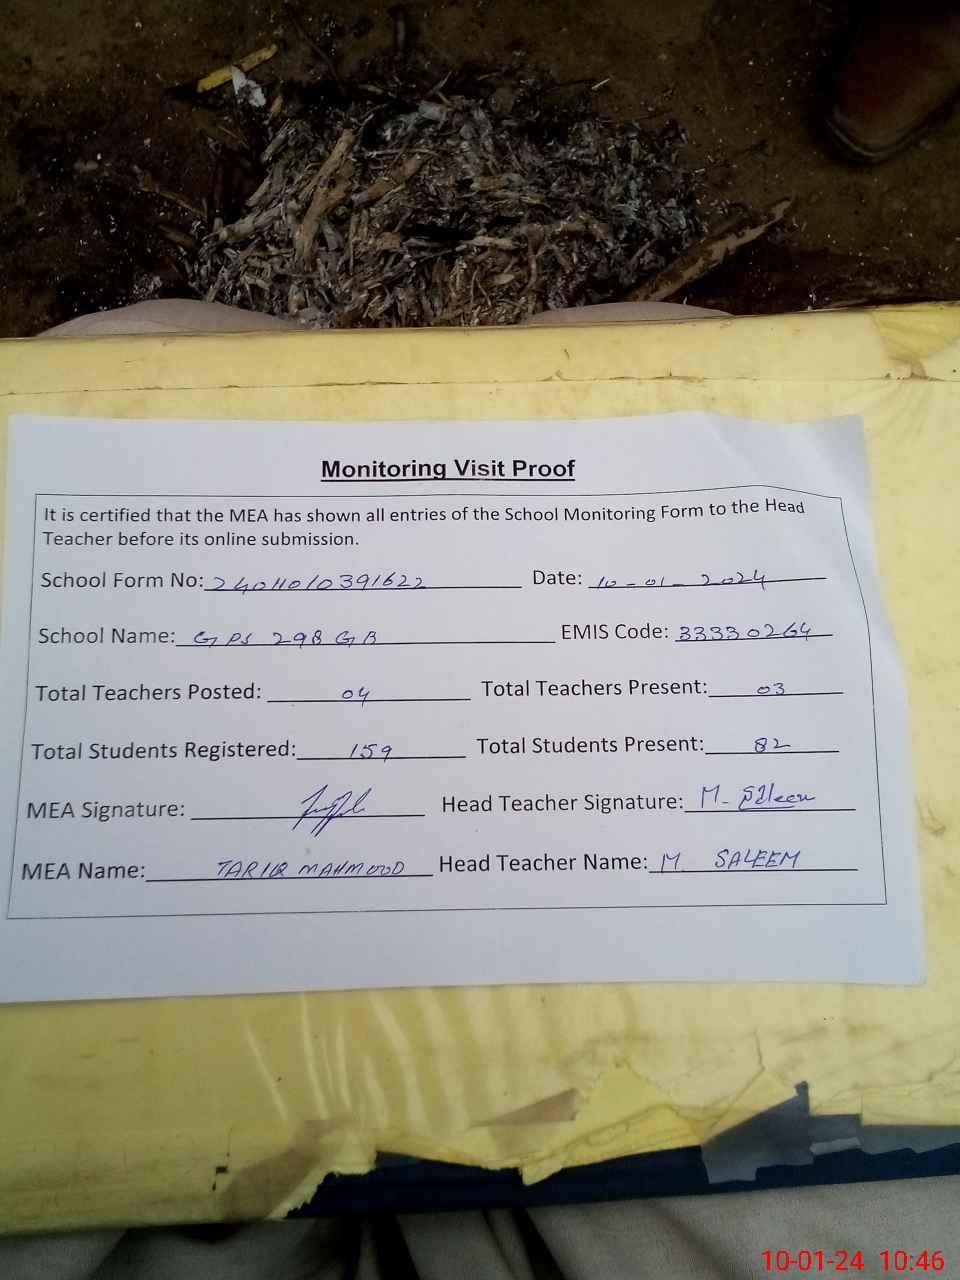 Monitoring Visit Proof
It is certified that the MEA has shown all entries of the School Monitoring Form to the Head
Teacher before its online submission.
School Form No: 24011010391622 Date: 10-01-2024
School Name: GPS 298 GB EMIS Code: 33330264
Total Teachers Posted: 04 Total Teachers Present: 03
Total Students Registered: 159 Total Students Present: 82
MEA Signature: Head Teacher Signature: M. Saleem
MEA Name: TARIQ MAHMOOD Head Teacher Name: M SALEEM
10-01-24 10:46